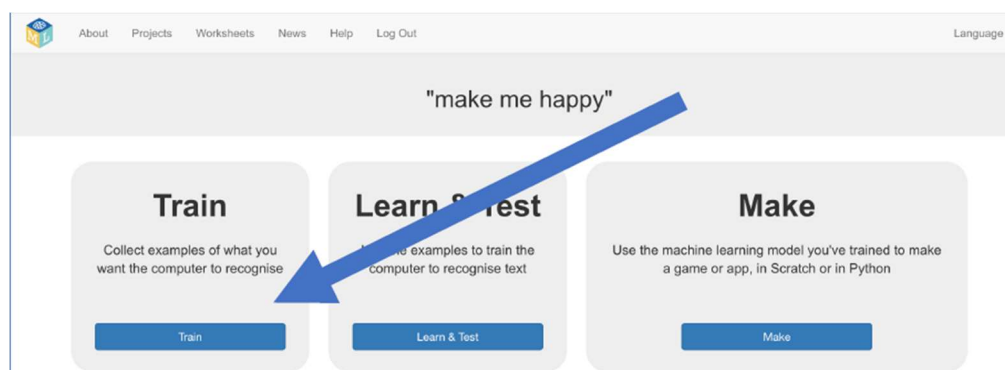 ML
About Projects Worksheets News Help Log Out Language
"make me happy"
Train
Collect examples of what you
want the computer to recognise
Train
Learn & Test
examples to train the
computer to recognise text
Learn & Test
Make
Use the machine learning model you've trained to make
a game or app, in Scratch or in Python
Make